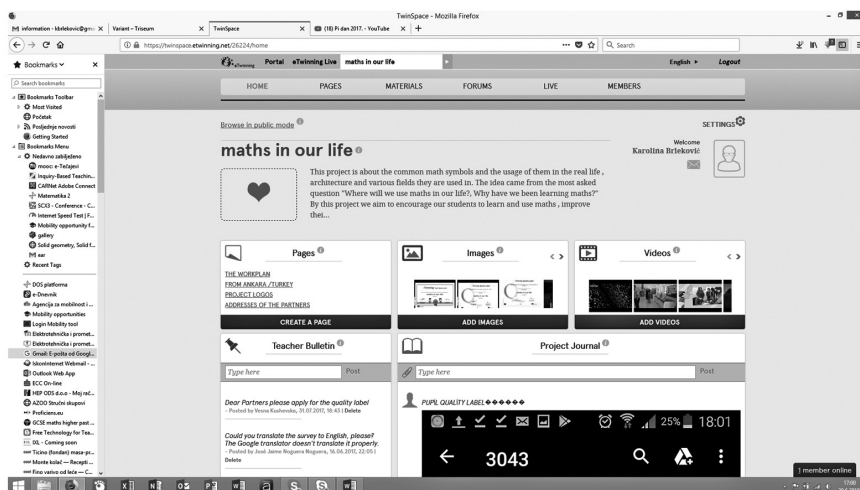 TwinSpace - Mozilla Firefox
information - kbrlekovic@gm
Variant – Triseum
TwinSpace
(18) Pi dan 2017. - YouTube
https://twinspace.etwinning.net/26224/home
Search
Bookmarks
Search bookmarks
Bookmarks Toolbar
Most Visited
Početak
Posljednje novosti
Getting Started
Bookmarks Menu
Nedavno zabilježeno
mooc: e-Tečajevi
Inquiry-Based Teachin...
CARNet Adobe Connect
Matematika 2
SCX3 - Conference - C...
Internet Speed Test | F...
Mobility opportunity f...
gallery
Solid geometry, Solid f...
ear
Recent Tags
DOS platforma
e-Dnevnik
Agencija za mobilnost i ...
Mobility opportunities
Login Mobility tool
Elektrotehnička i promet...
Elektrotehnička i promet...
Gmail: E-pošta od Googl...
IskonInternet Webmail - ...
Outlook Web App
ECC On-line
HEP ODS d.o.o - Moj rač...
AZOO Stručni skupovi
Proficiens.eu
GCSE maths higher past ...
Free Technology for Tea...
IXL - Coming soon
Ticino (fondan) masa-pr...
Monte kolač — Recepti ...
Fino varivo od leće — C...
eTwinning Portal eTwinning Live maths in our life English Logout
HOME PAGES MATERIALS FORUMS LIVE MEMBERS
Browse in public mode
SETTINGS
maths in our life
Welcome
Karolina Brleković
This project is about the common math symbols and the usage of them in the real life ,
architecture and various fields they are used in. The idea came from the most asked
question "Where will we use maths in our life?, Why have we been learning maths?"
By this project we aim to encourage our students to learn and use maths , improve
thei...
Pages
THE WORKPLAN
FROM ANKARA /TURKEY
PROJECT LOGOS
ADDRESSES OF THE PARTNERS
CREATE A PAGE
Images
ADD IMAGES
Videos
ADD VIDEOS
Teacher Bulletin
Type here Post
Dear Partners please apply for the quality label
- Posted by Vesna Kushevska, 31.07.2017, 18:43 | Delete
Could you translate the survey to English, please?
The Google translator doesn't translate it properly.
- Posted by José Jaime Noguera Noguera, 16.06.2017, 22:05 |
Delete
Project Journal
Type here Post
PUPIL QUALİTY LABEL������
25% 18:01
3043
1 member online
17:00